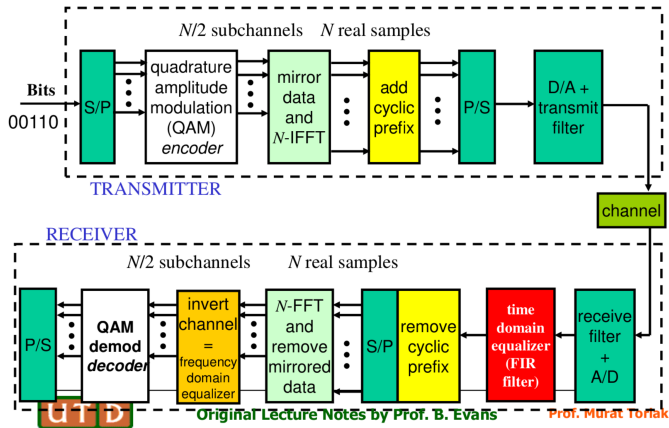 N/2 subchannels N real samples
Bits
00110
S/P
quadrature
amplitude
modulation
(QAM)
encoder
mirror
data
and
N-IFFT
add
cyclic
prefix
P/S
D/A +
transmit
filter
TRANSMITTER
channel
RECEIVER
N/2 subchannels N real samples
P/S
QAM
demod
decoder
invert
channel
=
frequency
domain
equalizer
N-FFT
and
remove
mirrored
data
S/P
remove
cyclic
prefix
time
domain
equalizer
(FIR
filter)
receive
filter
+
A/D
UTD
Original Lecture Notes by Prof. B. Evans
Prof. Murat Torlak